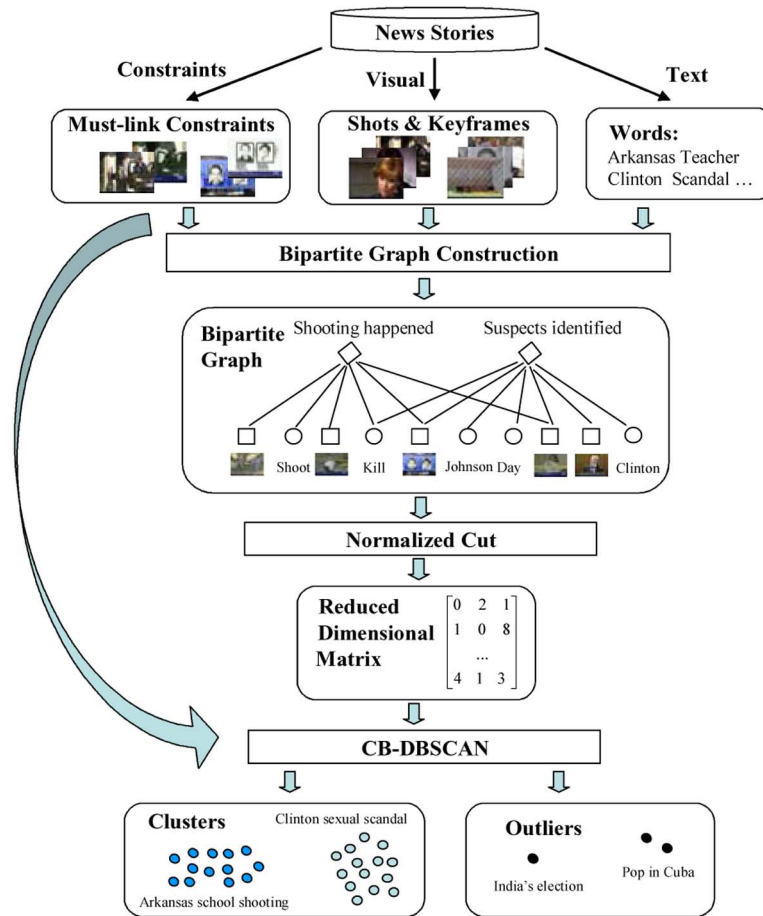 News Stories
Constraints
Visual
Text
Must-link Constraints
Shots & Keyframes
Words:
Arkansas Teacher
Clinton Scandal ...
Bipartite Graph Construction
Bipartite
Graph
Shooting happened
Suspects identified
Shoot
Kill
Johnson Day
Clinton
Normalized Cut
Reduced
Dimensional
Matrix
0 2 1
1 0 8
...
4 1 3
CB-DBSCAN
Clusters
Clinton sexual scandal
Arkansas school shooting
Outliers
India's election
Pop in Cuba